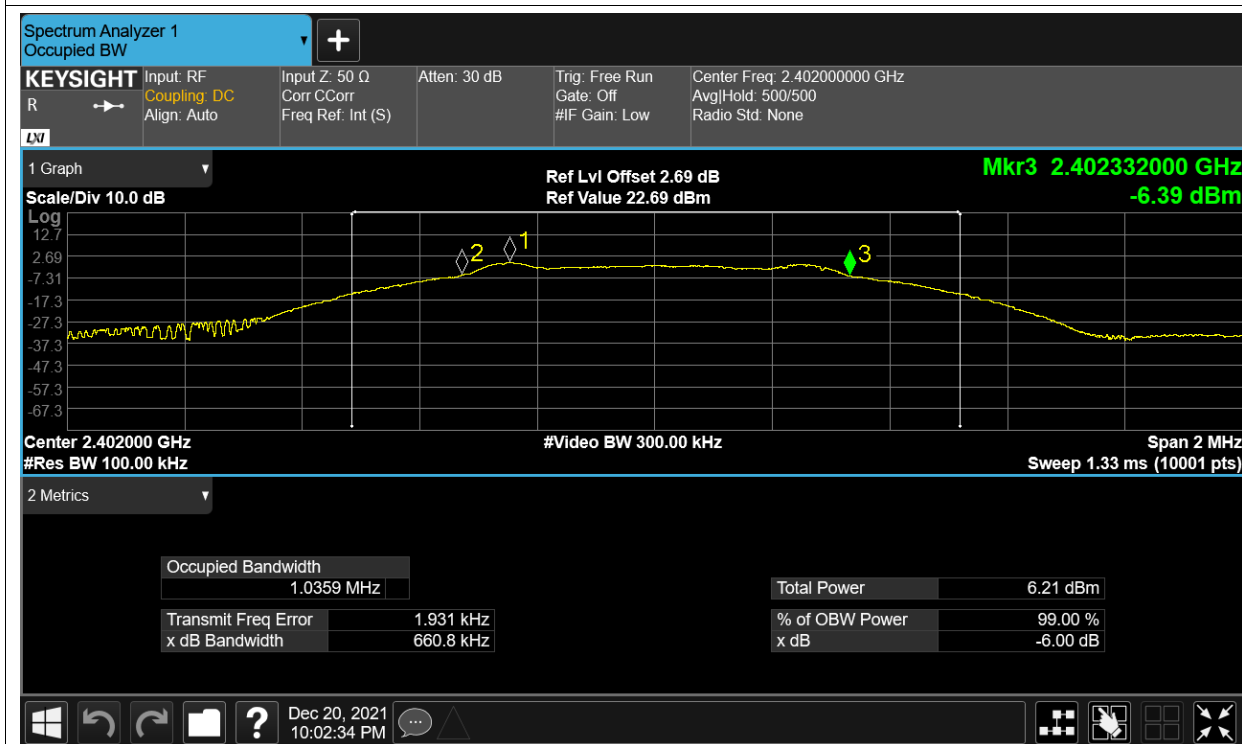 Spectrum Analyzer 1
Occupied BW
KEYSIGHT
R
LXI
Input: RF
Coupling: DC
Align: Auto
Input Z: 50 Ω
Corr CCorr
Freq Ref: Int (S)
Atten: 30 dB
Trig: Free Run
Gate: Off
#IF Gain: Low
Center Freq: 2.402000000 GHz
Avg|Hold: 500/500
Radio Std: None
1 Graph
Scale/Div 10.0 dB
Ref Lvl Offset 2.69 dB
Ref Value 22.69 dBm
Mkr3 2.402332000 GHz
-6.39 dBm
Log
12.7
2.69
-7.31
-17.3
-27.3
-37.3
-47.3
-57.3
-67.3
2
1
3
Center 2.402000 GHz
#Video BW 300.00 kHz
Span 2 MHz
#Res BW 100.00 kHz
Sweep 1.33 ms (10001 pts)
2 Metrics
Occupied Bandwidth
1.0359 MHz
Total Power 6.21 dBm
Transmit Freq Error 1.931 kHz
% of OBW Power 99.00 %
x dB Bandwidth 660.8 kHz
x dB -6.00 dB
?
Dec 20, 2021
10:02:34 PM